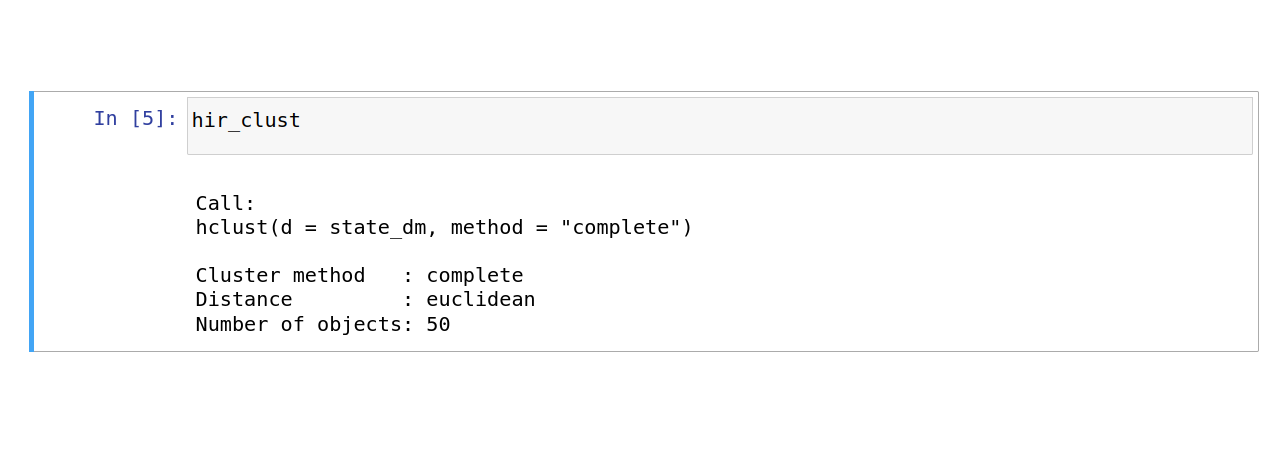 In [5]: hir_clust
Call:
hclust(d = state_dm, method = "complete")
Cluster method   : complete
Distance         : euclidean
Number of objects: 50